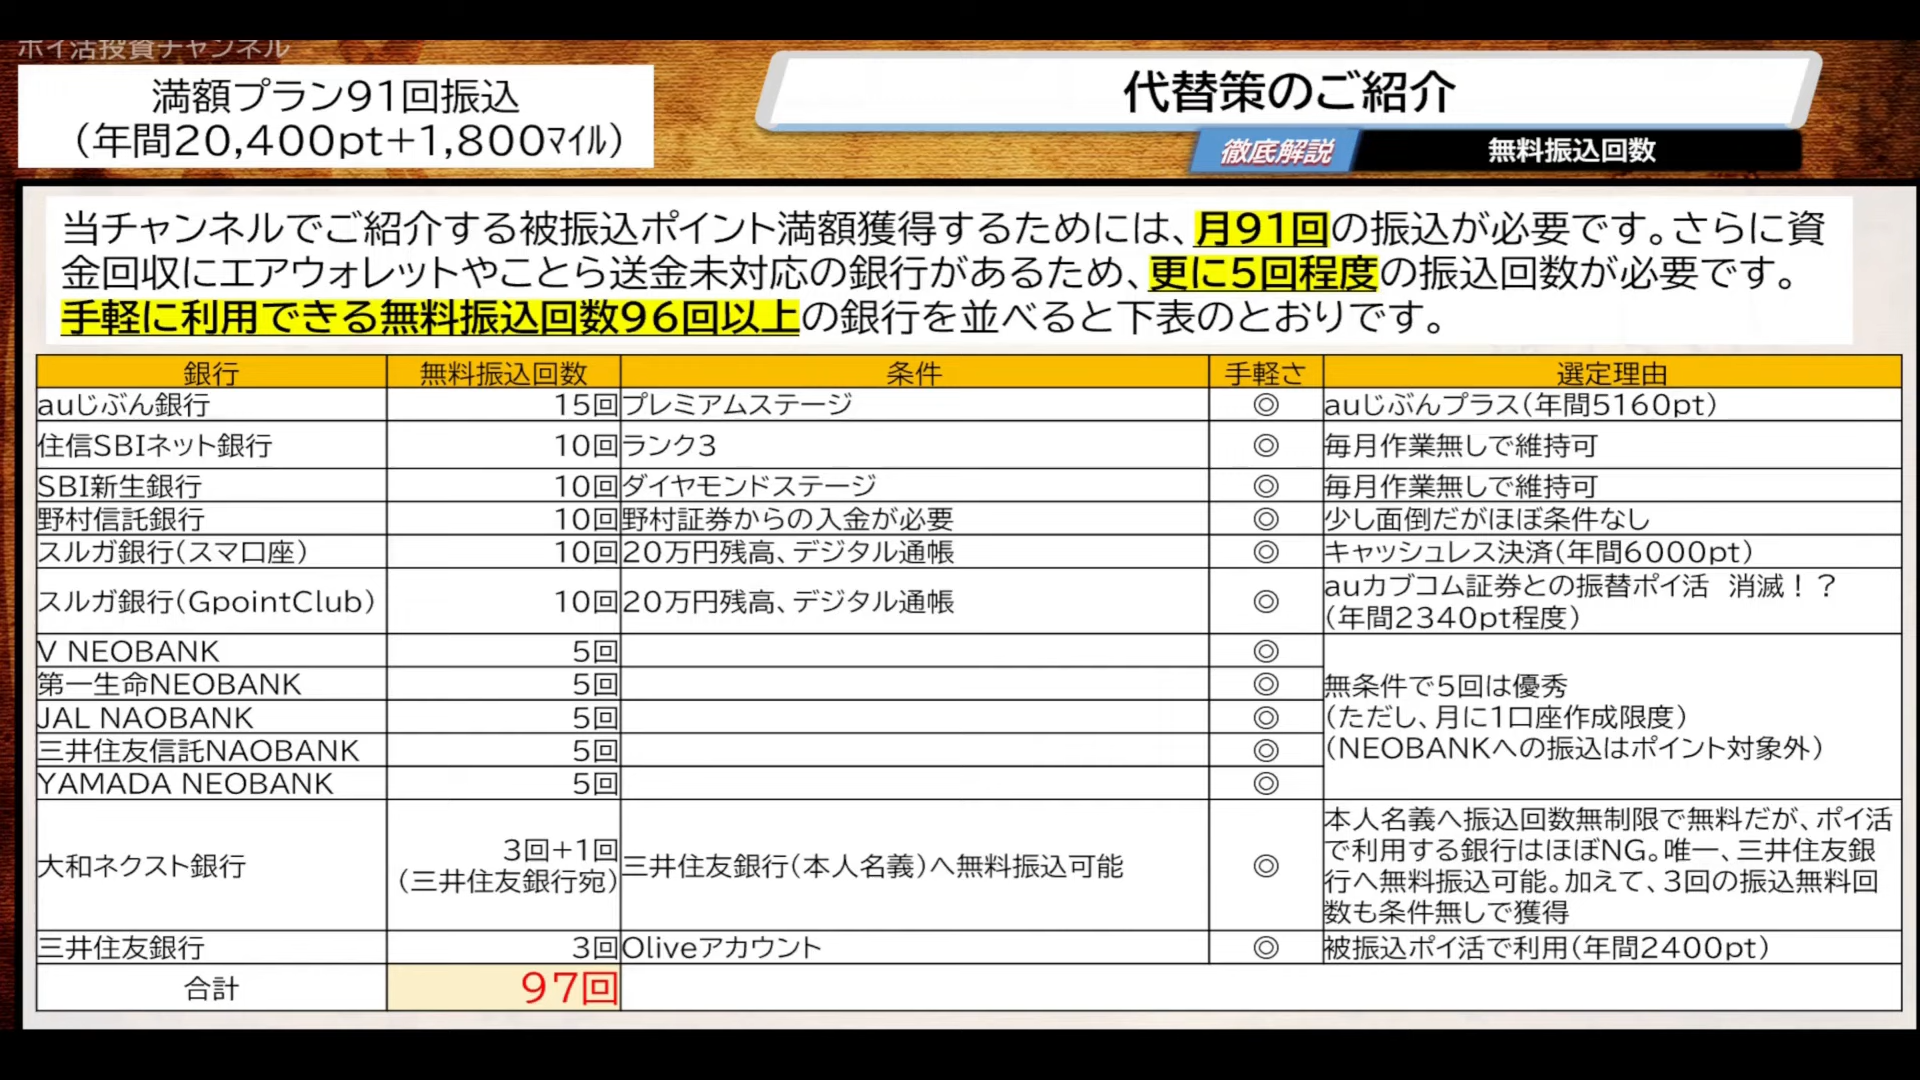 ポイ活投資チャンネル
満額プラン91回振込
（年間20,400pt＋1,800ﾏｲﾙ）
代替策のご紹介
徹底解説
無料振込回数
当チャンネルでご紹介する被振込ポイント満額獲得するためには、月91回の振込が必要です。さらに資
金回収にエアウォレットやことら送金未対応の銀行があるため、更に5回程度の振込回数が必要です。
手軽に利用できる無料振込回数96回以上の銀行を並べると下表のとおりです。
銀行 無料振込回数 条件 手軽さ 選定理由
auじぶん銀行 15回 プレミアムステージ ◎ auじぶんプラス（年間5160pt）
住信SBIネット銀行 10回 ランク3 ◎ 毎月作業無しで維持可
SBI新生銀行 10回 ダイヤモンドステージ ◎ 毎月作業無しで維持可
野村信託銀行 10回 野村証券からの入金が必要 ◎ 少し面倒だがほぼ条件なし
スルガ銀行（スマ口座） 10回 20万円残高、デジタル通帳 ◎ キャッシュレス決済（年間6000pt）
スルガ銀行（GpointClub） 10回 20万円残高、デジタル通帳 ◎ auカブコム証券との振替ポイ活　消滅！？
（年間2340pt程度）
V NEOBANK 5回 ◎
第一生命NEOBANK 5回 ◎ 無条件で5回は優秀
JAL NAOBANK 5回 ◎ （ただし、月に1口座作成限度）
三井住友信託NAOBANK 5回 ◎ （NEOBANKへの振込はポイント対象外）
YAMADA NEOBANK 5回 ◎
大和ネクスト銀行 3回＋1回
（三井住友銀行宛） 三井住友銀行（本人名義）へ無料振込可能 ◎ 本人名義へ振込回数無制限で無料だが、ポイ活
で利用する銀行はほぼNG。唯一、三井住友銀
行へ無料振込可能。加えて、3回の振込無料回
数も条件無しで獲得
三井住友銀行 3回 Oliveアカウント ◎ 被振込ポイ活で利用（年間2400pt）
合計 97回